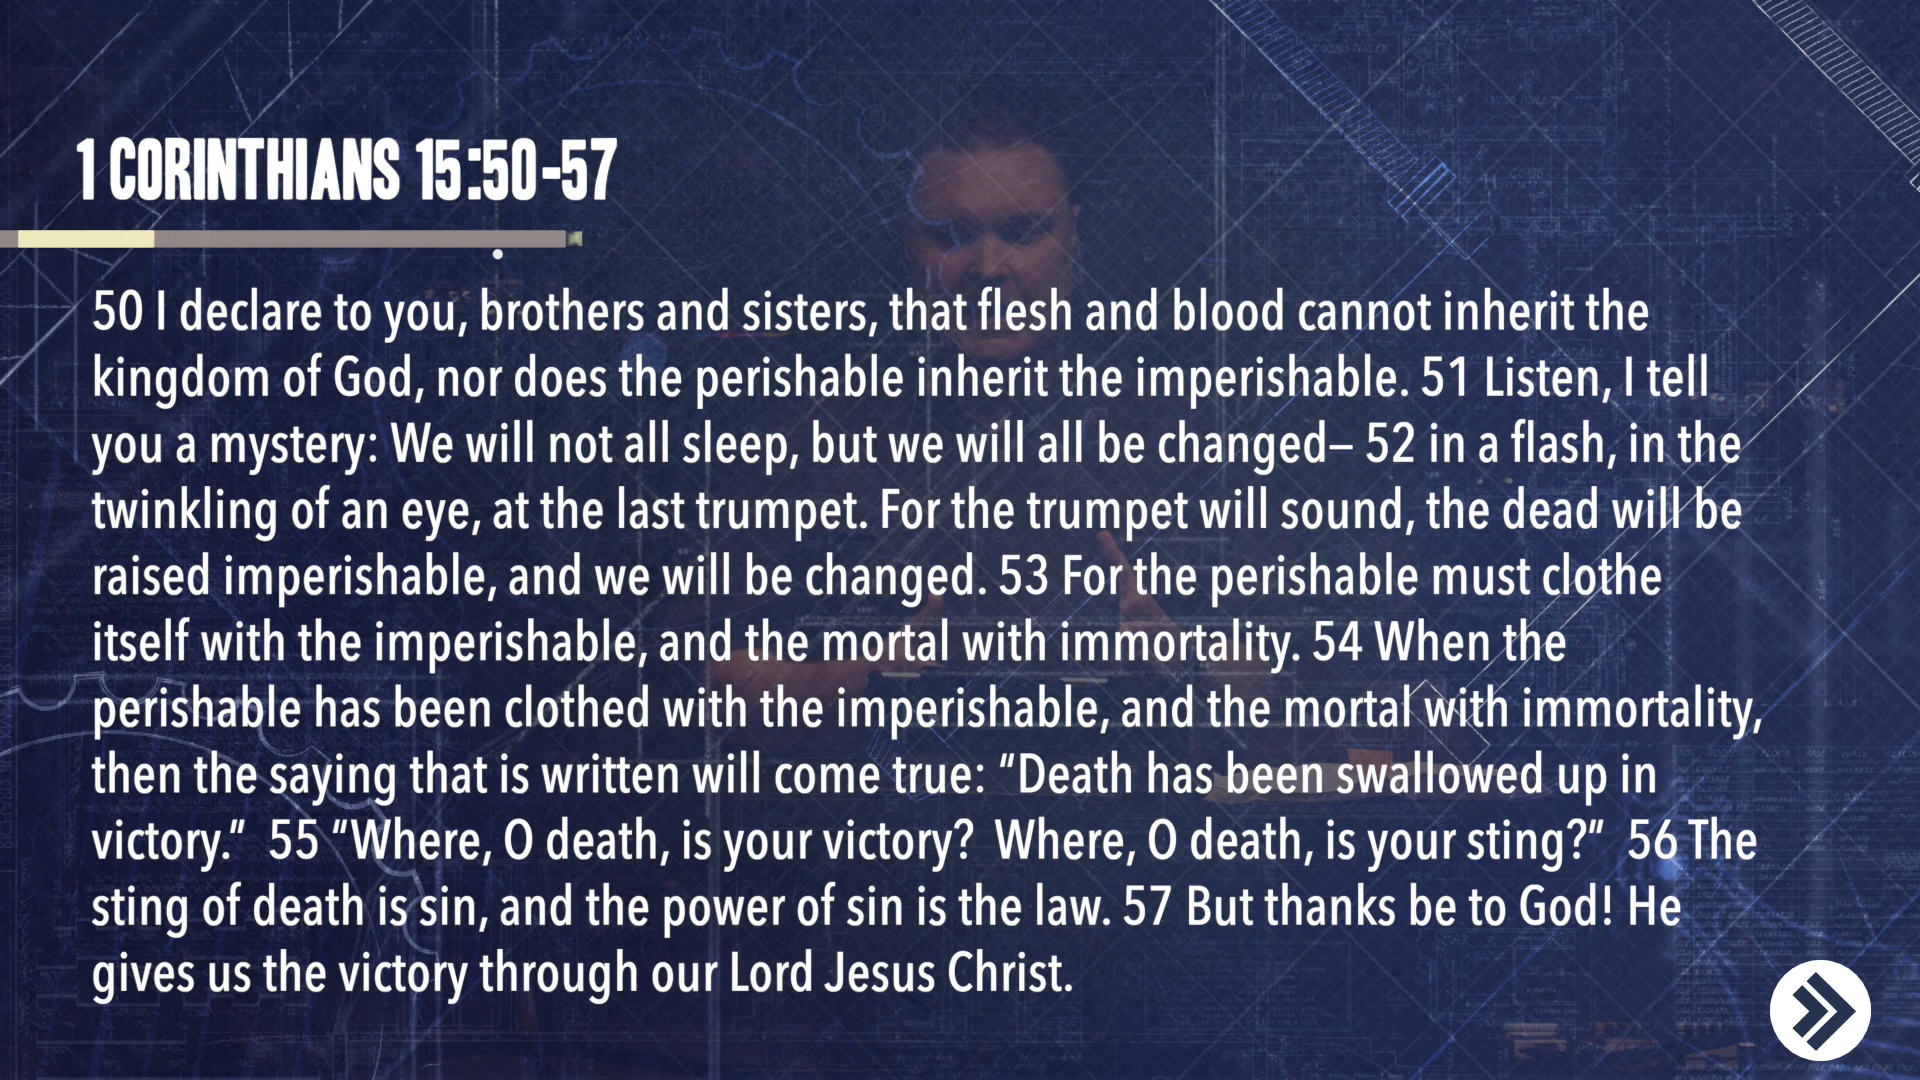 1 CORINTHIANS 15:50-57
50 I declare to you, brothers and sisters, that flesh and blood cannot inherit the
kingdom of God, nor does the perishable inherit the imperishable. 51 Listen, I tell
you a mystery: We will not all sleep, but we will all be changed– 52 in a flash, in the
twinkling of an eye, at the last trumpet. For the trumpet will sound, the dead will be
raised imperishable, and we will be changed. 53 For the perishable must clothe
itself with the imperishable, and the mortal with immortality. 54 When the
perishable has been clothed with the imperishable, and the mortal with immortality,
then the saying that is written will come true: “Death has been swallowed up in
victory.”  55 “Where, O death, is your victory?  Where, O death, is your sting?”  56 The
sting of death is sin, and the power of sin is the law. 57 But thanks be to God! He
gives us the victory through our Lord Jesus Christ.